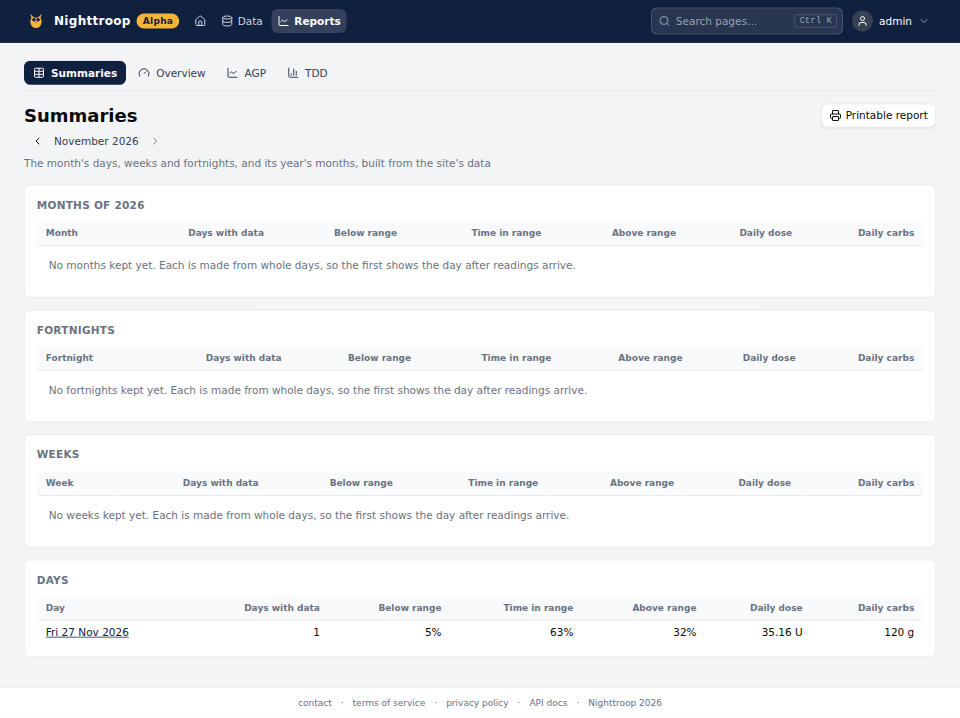 Nighttroop Alpha Data Reports Search pages... Ctrl K admin
Summaries Overview AGP TDD
Summaries
Printable report
November 2026
The month's days, weeks and fortnights, and its year's months, built from the site's data
MONTHS OF 2026
Month Days with data Below range Time in range Above range Daily dose Daily carbs
No months kept yet. Each is made from whole days, so the first shows the day after readings arrive.
FORTNIGHTS
Fortnight Days with data Below range Time in range Above range Daily dose Daily carbs
No fortnights kept yet. Each is made from whole days, so the first shows the day after readings arrive.
WEEKS
Week Days with data Below range Time in range Above range Daily dose Daily carbs
No weeks kept yet. Each is made from whole days, so the first shows the day after readings arrive.
DAYS
Day Days with data Below range Time in range Above range Daily dose Daily carbs
Fri 27 Nov 2026 1 5% 63% 32% 35.16 U 120 g
contact · terms of service · privacy policy · API docs · Nighttroop 2026